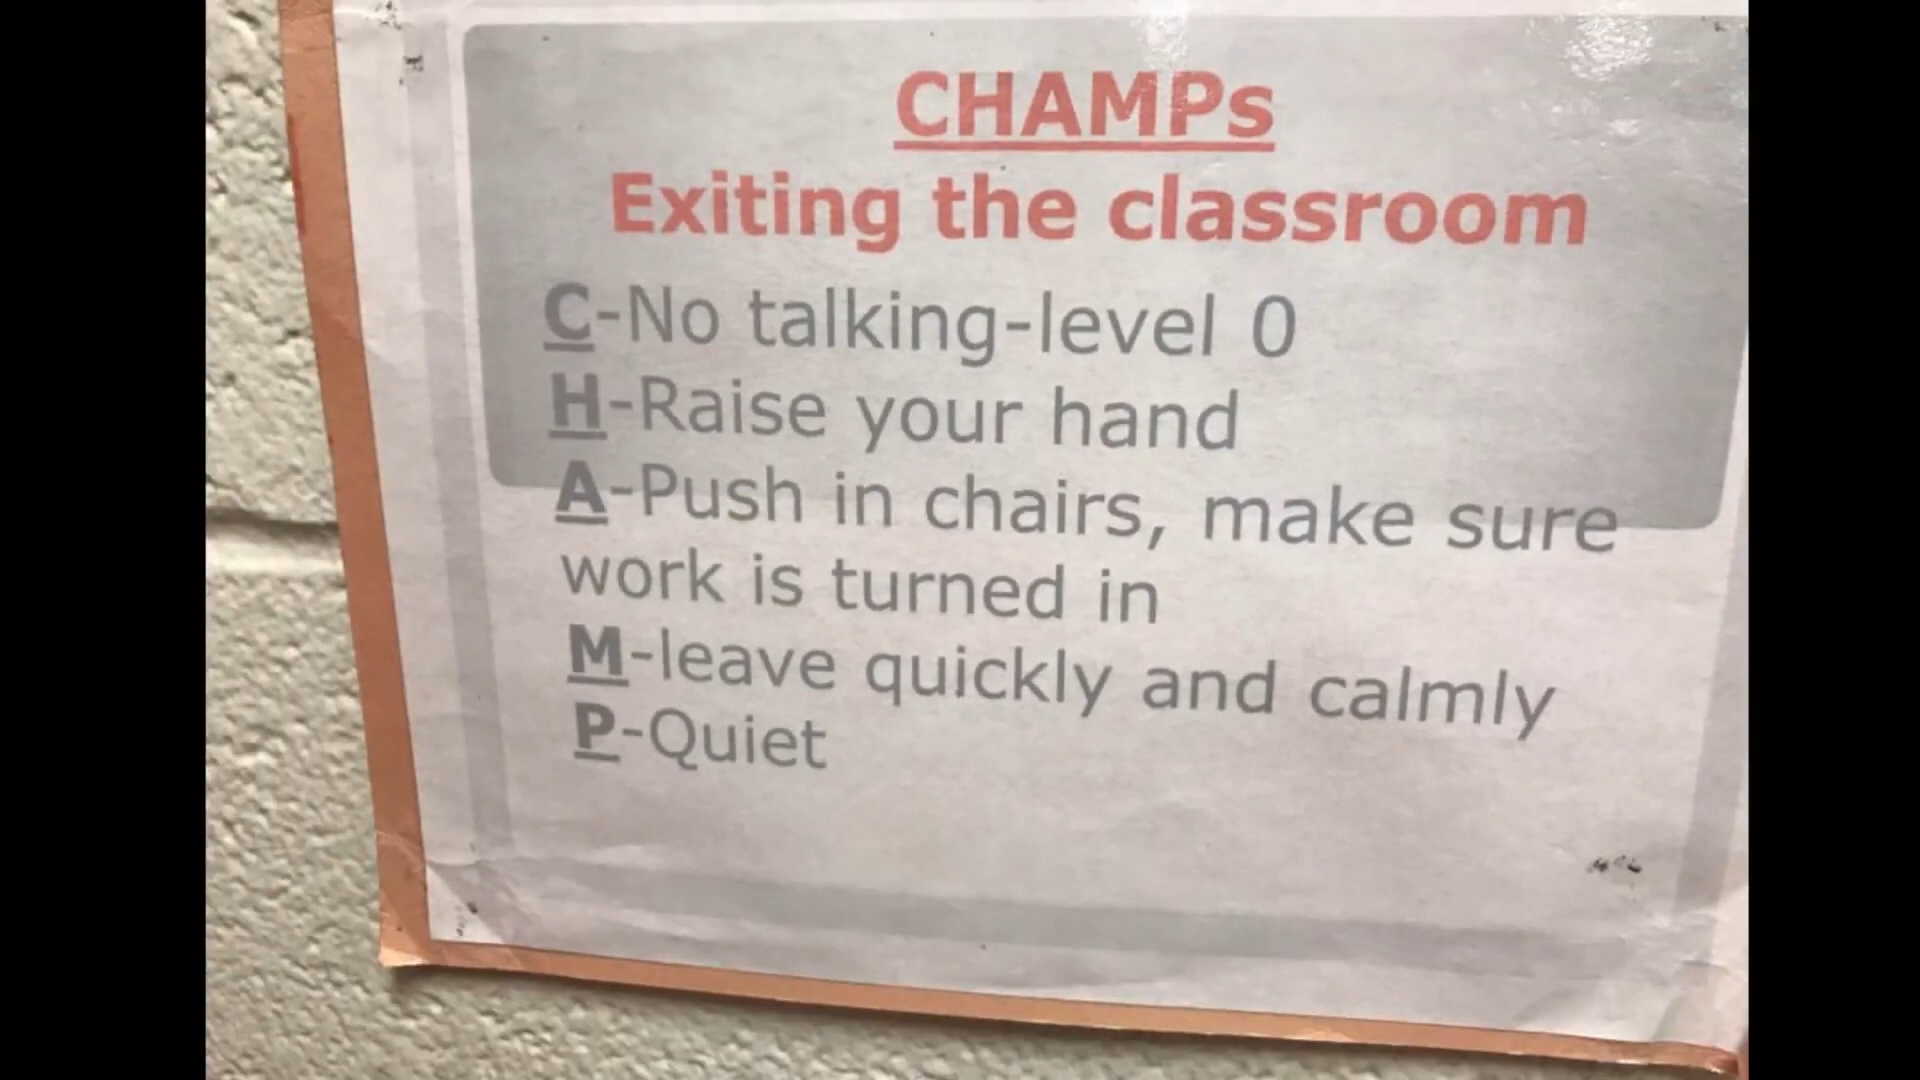 CHAMPs
Exiting the classroom
C-No talking-level 0
H-Raise your hand
A-Push in chairs, make sure
work is turned in
M-leave quickly and calmly
P-Quiet